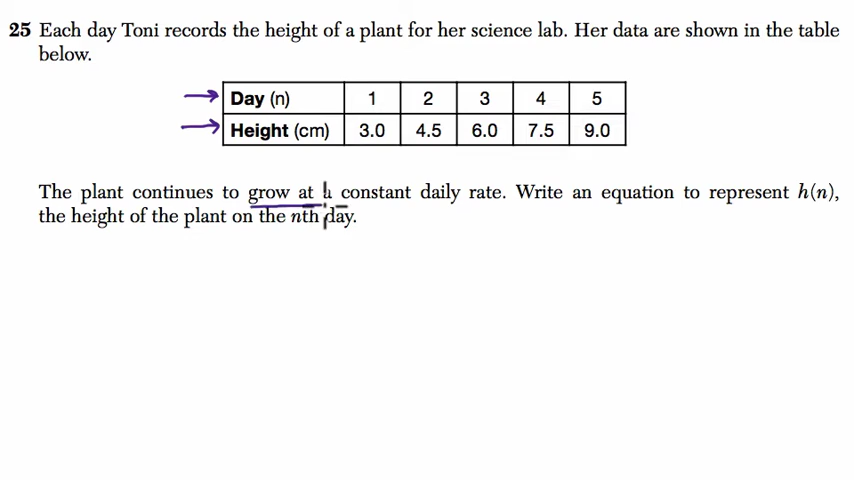 25 Each day Toni records the height of a plant for her science lab. Her data are shown in the table
below.
Day (n) 1 2 3 4 5
Height (cm) 3.0 4.5 6.0 7.5 9.0
The plant continues to grow at a constant daily rate. Write an equation to represent h(n),
the height of the plant on the nth day.